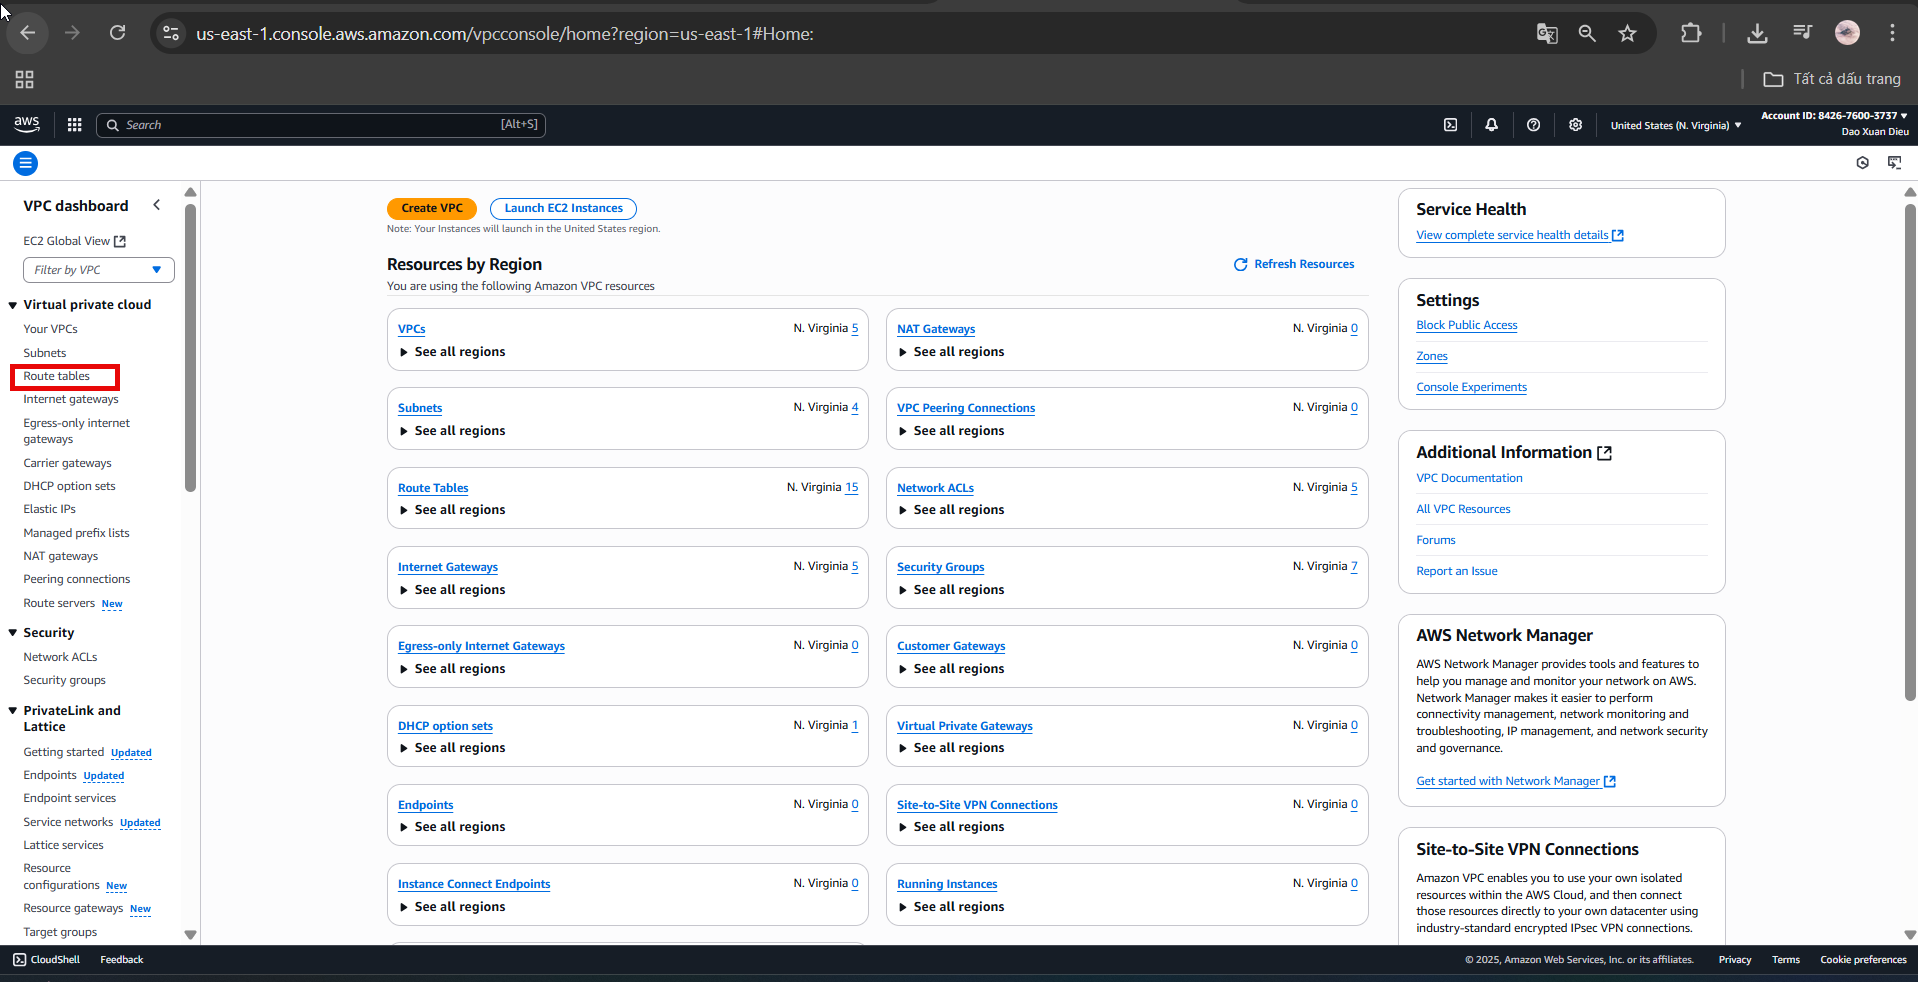 us-east-1.console.aws.amazon.com/vpcconsole/home?region=us-east-1#Home:
Tất cả dấu trang
aws
Search
[Alt+S]
United States (N. Virginia)
Account ID: 8426-7600-3737
Dao Xuan Dieu
VPC dashboard
EC2 Global View
Filter by VPC
Virtual private cloud
Your VPCs
Subnets
Route tables
Internet gateways
Egress-only internet
gateways
Carrier gateways
DHCP option sets
Elastic IPs
Managed prefix lists
NAT gateways
Peering connections
Route servers New
Security
Network ACLs
Security groups
PrivateLink and
Lattice
Getting started Updated
Endpoints Updated
Endpoint services
Service networks Updated
Lattice services
Resource
configurations New
Resource gateways New
Target groups
Create VPC
Launch EC2 Instances
Note: Your Instances will launch in the United States region.
Resources by Region
Refresh Resources
You are using the following Amazon VPC resources
VPCs
N. Virginia 5
See all regions
NAT Gateways
N. Virginia 0
See all regions
Subnets
N. Virginia 4
See all regions
VPC Peering Connections
N. Virginia 0
See all regions
Route Tables
N. Virginia 15
See all regions
Network ACLs
N. Virginia 5
See all regions
Internet Gateways
N. Virginia 5
See all regions
Security Groups
N. Virginia 7
See all regions
Egress-only Internet Gateways
N. Virginia 0
See all regions
Customer Gateways
N. Virginia 0
See all regions
DHCP option sets
N. Virginia 1
See all regions
Virtual Private Gateways
N. Virginia 0
See all regions
Endpoints
N. Virginia 0
See all regions
Site-to-Site VPN Connections
N. Virginia 0
See all regions
Instance Connect Endpoints
N. Virginia 0
See all regions
Running Instances
N. Virginia 0
See all regions
Service Health
View complete service health details
Settings
Block Public Access
Zones
Console Experiments
Additional Information
VPC Documentation
All VPC Resources
Forums
Report an Issue
AWS Network Manager
AWS Network Manager provides tools and features to
help you manage and monitor your network on AWS.
Network Manager makes it easier to perform
connectivity management, network monitoring and
troubleshooting, IP management, and network security
and governance.
Get started with Network Manager
Site-to-Site VPN Connections
Amazon VPC enables you to use your own isolated
resources within the AWS Cloud, and then connect
those resources directly to your own datacenter using
industry-standard encrypted IPsec VPN connections.
CloudShell
Feedback
© 2025, Amazon Web Services, Inc. or its affiliates.
Privacy
Terms
Cookie preferences